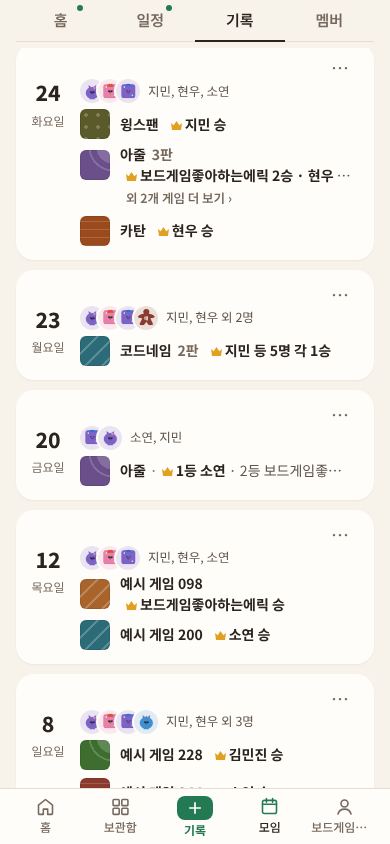 홈 일정 기록 멤버
···
24
화요일
지민, 현우, 소연
윙스팬 지민 승
아줄 3판
보드게임좋아하는에릭 2승 · 현우 ···
외 2개 게임 더 보기 ›
카탄 현우 승
···
23
월요일
지민, 현우 외 2명
코드네임 2판 지민 등 5명 각 1승
···
20
금요일
소연, 지민
아줄 · 1등 소연 · 2등 보드게임좋···
···
12
목요일
지민, 현우, 소연
예시 게임 098
보드게임좋아하는에릭 승
예시 게임 200 소연 승
···
8
일요일
지민, 현우 외 3명
예시 게임 228 김민진 승
홈 보관함 기록 모임 보드게임···